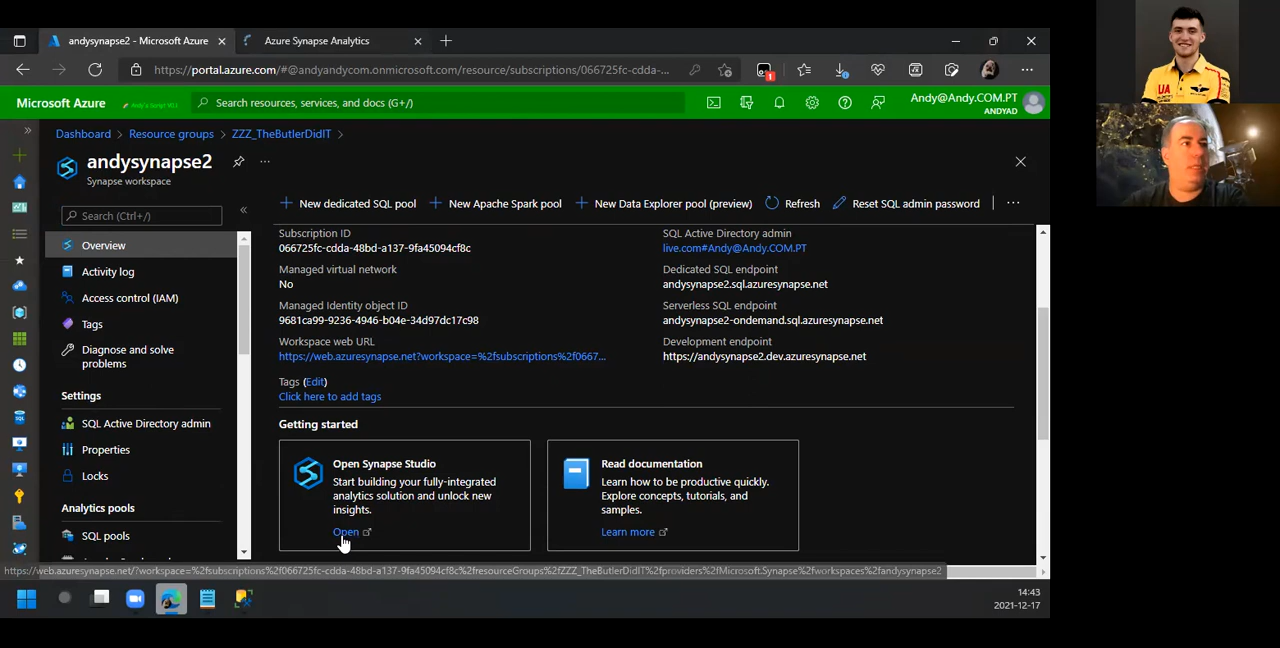 andysynapse2 - Microsoft Azure
Azure Synapse Analytics
https://portal.azure.com/#@andyandycom.onmicrosoft.com/resource/subscriptions/066725fc-cdda-...
Microsoft Azure
Search resources, services, and docs (G+/)
Andy@Andy.COM.PT
ANDYAD
Dashboard > Resource groups > ZZZ_TheButlerDidIT >
andysynapse2
Synapse workspace
Search (Ctrl+/)
New dedicated SQL pool
New Apache Spark pool
New Data Explorer pool (preview)
Refresh
Reset SQL admin password
Overview
Activity log
Access control (IAM)
Tags
Diagnose and solve
problems
Settings
SQL Active Directory admin
Properties
Locks
Analytics pools
SQL pools
Subscription ID
066725fc-cdda-48bd-a137-9fa45094cf8c
Managed virtual network
No
Managed Identity object ID
9681ca99-9236-4946-b04e-34d97dc17c98
Workspace web URL
https://web.azuresynapse.net?workspace=%2fsubscriptions%2f0667...
Tags (Edit)
Click here to add tags
SQL Active Directory admin
live.com#Andy@Andy.COM.PT
Dedicated SQL endpoint
andysynapse2.sql.azuresynapse.net
Serverless SQL endpoint
andysynapse2-ondemand.sql.azuresynapse.net
Development endpoint
https://andysynapse2.dev.azuresynapse.net
Getting started
Open Synapse Studio
Start building your fully-integrated
analytics solution and unlock new
insights.
Open
Read documentation
Learn how to be productive quickly.
Explore concepts, tutorials, and
samples.
Learn more
https://web.azuresynapse.net/?workspace=%2fsubscriptions%2f066725fc-cdda-48bd-a137-9fa45094cf8c%2fresourceGroups%2fZZZ_TheButlerDidIT%2fproviders%2fMicrosoft.Synapse%2fworkspaces%2fandysynapse2
14:43
2021-12-17
UA